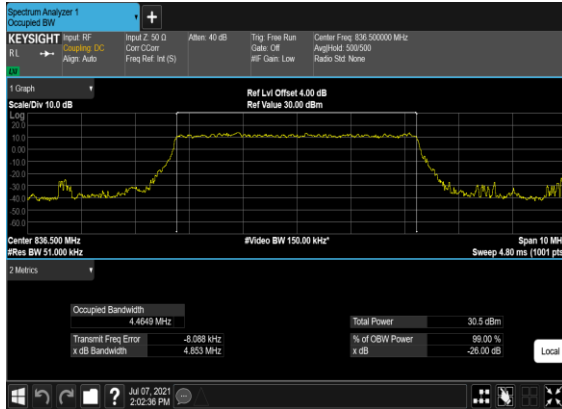 Spectrum Analyzer 1
Occupied BW
+
KEYSIGHT Input: RF Input Z: 50 Ω Atten: 40 dB Trig: Free Run Center Freq: 836.500000 MHz
RL Coupling: DC Corr CCorr Gate: Off Avg|Hold: 500/500
Align: Auto Freq Ref: Int (S) #IF Gain: Low Radio Std: None
LVI
1 Graph Ref Lvl Offset 4.00 dB
Scale/Div 10.0 dB Ref Value 30.00 dBm
Log
20.0
10.0
0.00
-10.0
-20.0
-30.0
-40.0
-50.0
-60.0
Center 836.500 MHz #Video BW 150.00 kHz* Span 10 MH
#Res BW 51.000 kHz Sweep 4.80 ms (1001 pts
2 Metrics
Occupied Bandwidth
4.4649 MHz Total Power 30.5 dBm
Transmit Freq Error -8.088 kHz % of OBW Power 99.00 %
x dB Bandwidth 4.853 MHz x dB -26.00 dB
Local
? Jul 07, 2021
2:02:36 PM